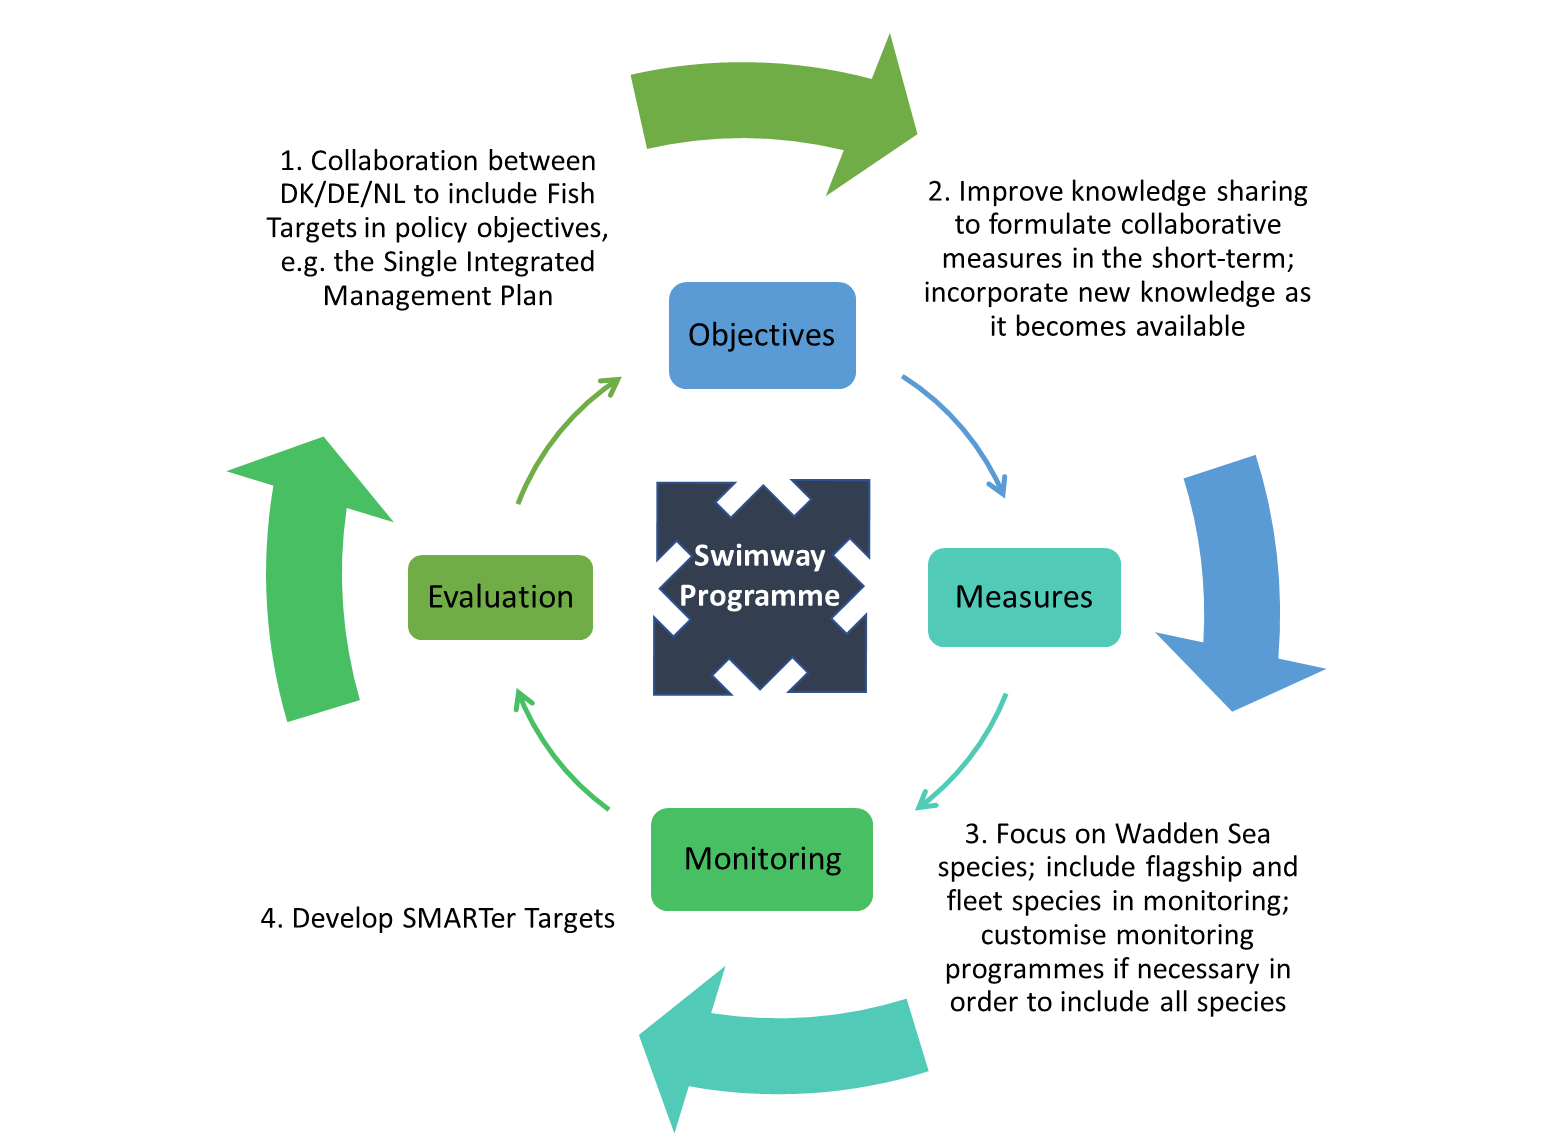 1. Collaboration between
DK/DE/NL to include Fish
Targets in policy objectives,
e.g. the Single Integrated
Management Plan
2. Improve knowledge sharing
to formulate collaborative
measures in the short-term;
incorporate new knowledge as
it becomes available
Objectives
Swimway
Programme
Evaluation
Measures
Monitoring
3. Focus on Wadden Sea
species; include flagship and
fleet species in monitoring;
customise monitoring
programmes if necessary in
order to include all species
4. Develop SMARTer Targets